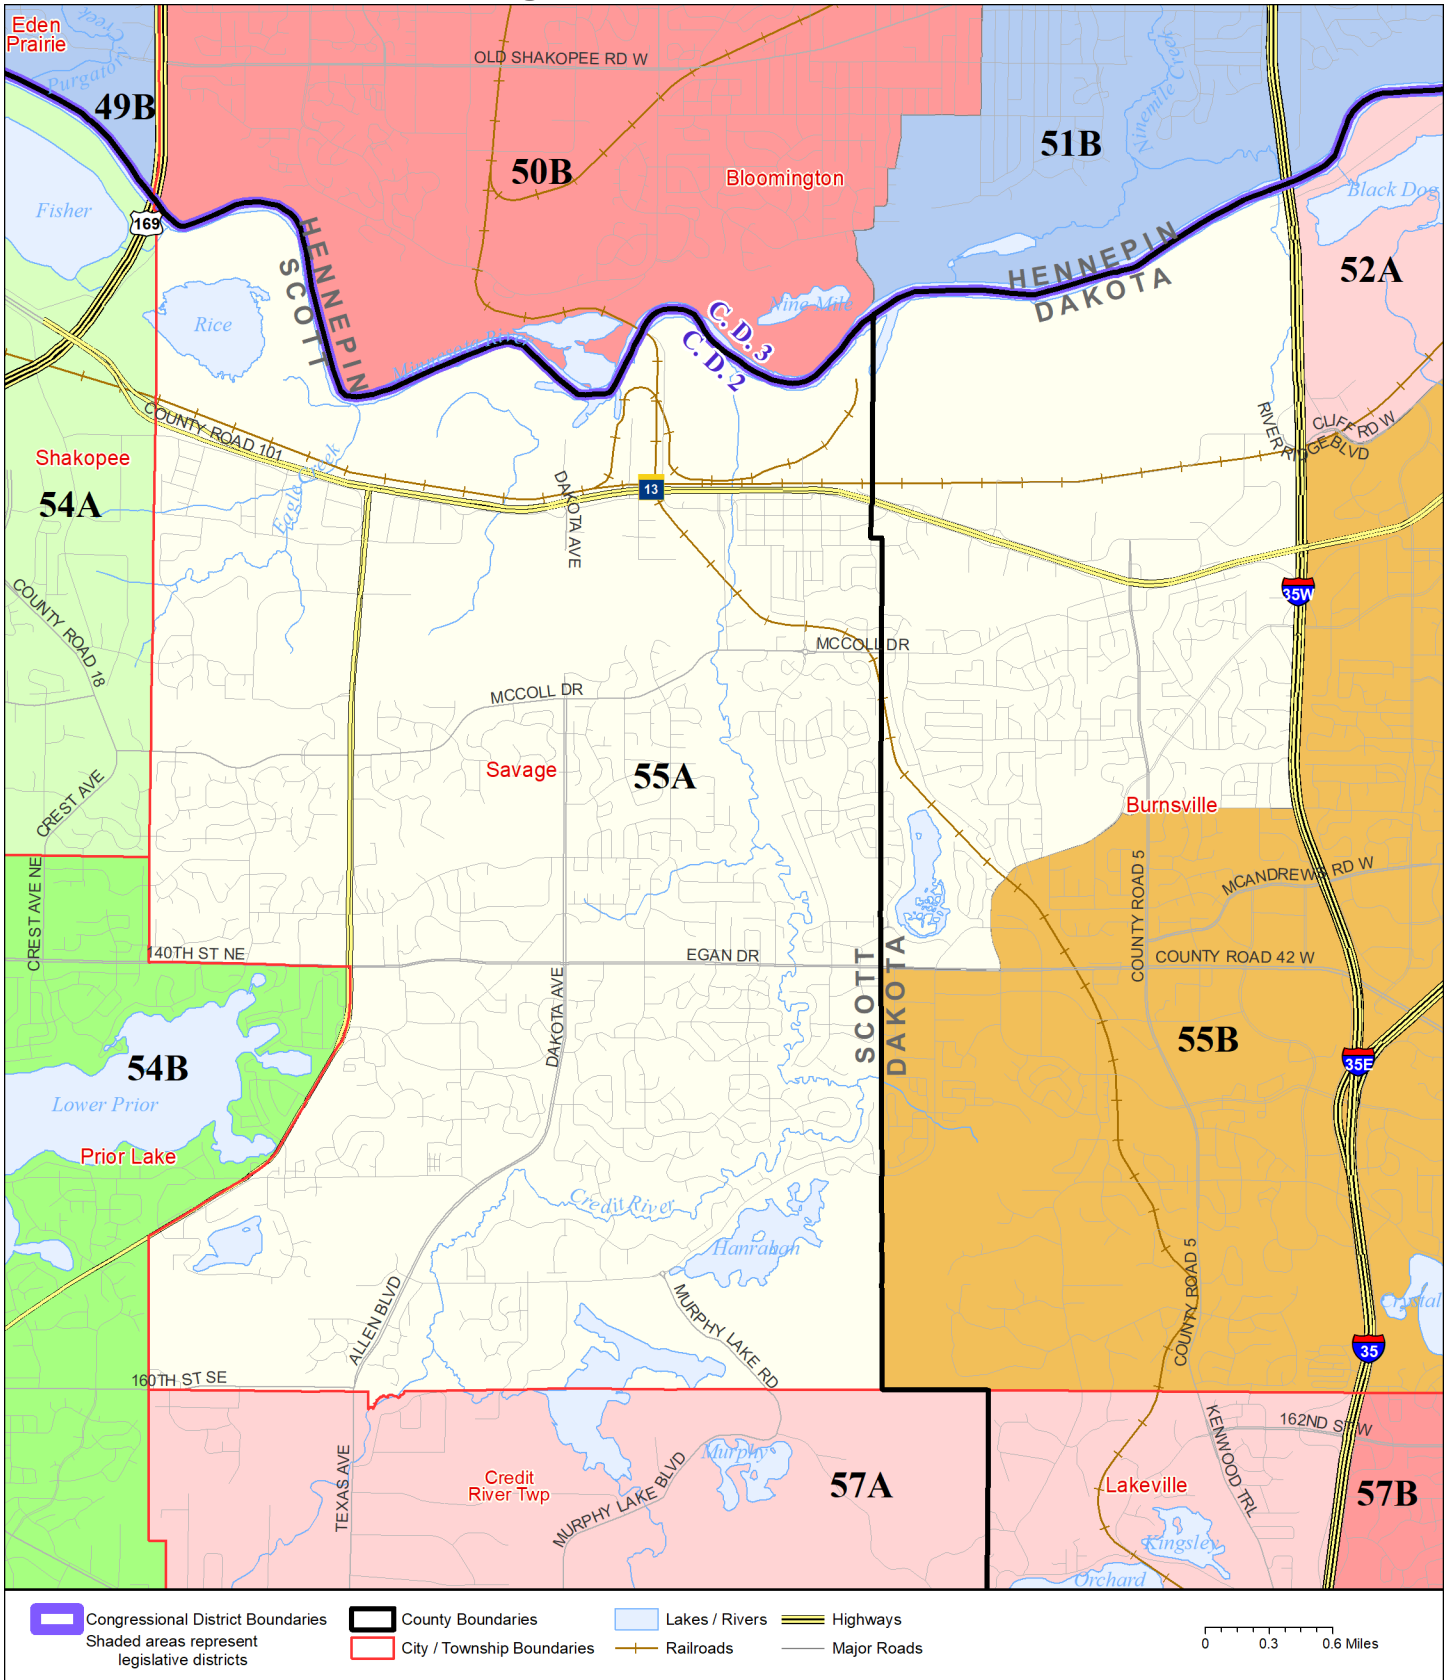 Eden
Prairie
Purgatory
Creek
OLD SHAKOPEE RD W
Ninemile Creek
49B
50B
51B
Bloomington
Black Dog
Fisher
169
HENNEPIN
SCOTT
HENNEPIN
DAKOTA
52A
Rice
Nine Mile
C. D. 3
C. D. 2
Minnesota River
COUNTY ROAD 101
RIVER RIDGE BLVD
CLIFF RD W
Shakopee
Eagle Creek
DAKOTA AVE
13
54A
35W
COUNTY ROAD 18
MCCOLL DR
MCCOLL DR
Savage
55A
CREST AVE
Burnsville
CREST AVE NE
COUNTY ROAD 5
MCANDREWS RD W
140TH ST NE
EGAN DR
SCOTT
DAKOTA
COUNTY ROAD 42 W
DAKOTA AVE
54B
55B
35E
Lower Prior
Prior Lake
Credit River
Hanrahan
ALLEN BLVD
MURPHY LAKE RD
COUNTY ROAD 5
Crystal
35
160TH ST SE
KENWOOD TRL
162ND ST W
TEXAS AVE
Credit
River Twp
MURPHY LAKE BLVD
Murphy
57A
Lakeville
57B
Kingsley
Orchard
Congressional District Boundaries
Shaded areas represent
legislative districts
County Boundaries
City / Township Boundaries
Lakes / Rivers
Railroads
Highways
Major Roads
0 0.3 0.6 Miles